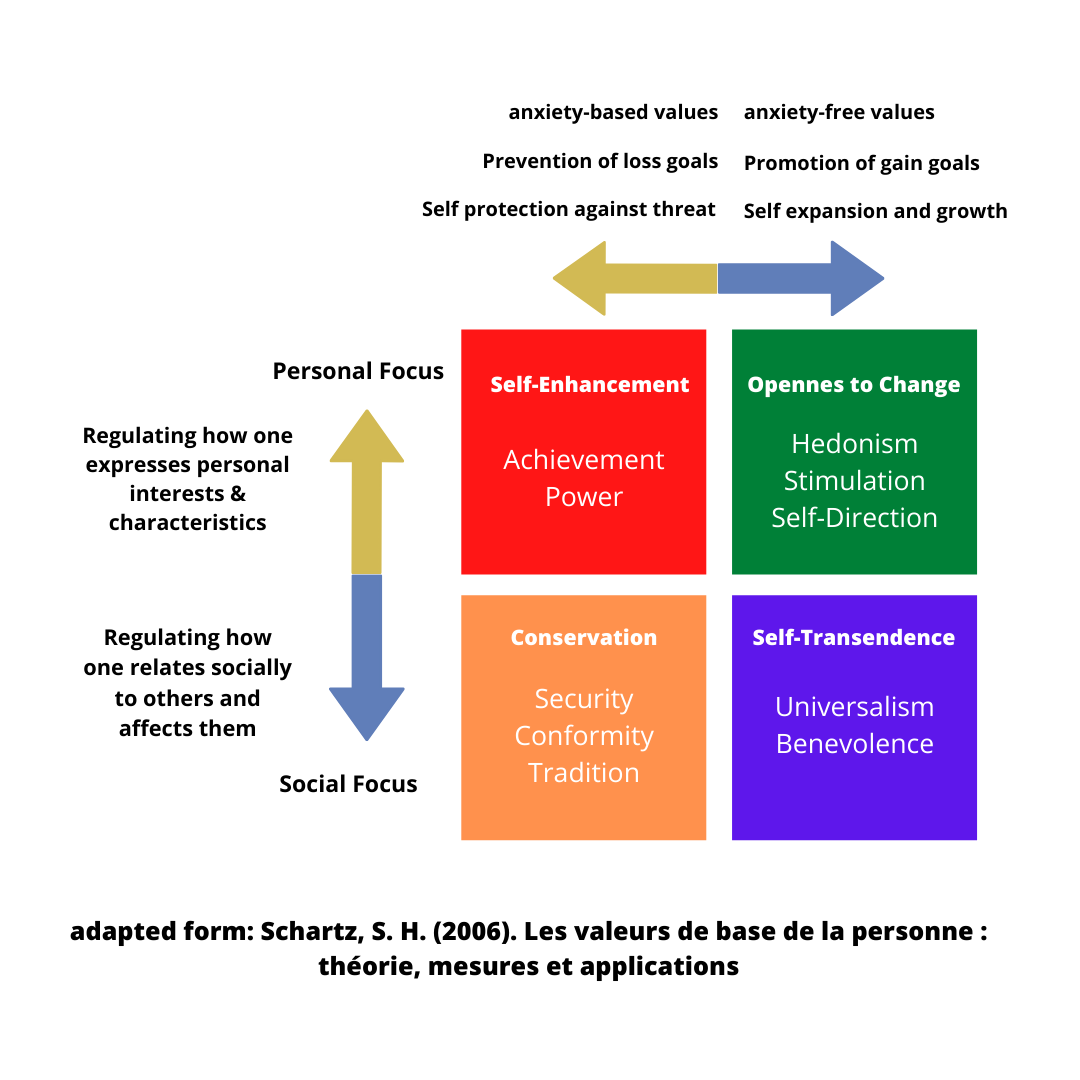 anxiety-based values
anxiety-free values
Prevention of loss goals
Promotion of gain goals
Self protection against threat
Self expansion and growth
Personal Focus
Regulating how one
expresses personal
interests &
characteristics
Regulating how
one relates socially
to others and
affects them
Social Focus
Self-Enhancement
Achievement
Power
Opennes to Change
Hedonism
Stimulation
Self-Direction
Conservation
Security
Conformity
Tradition
Self-Transendence
Universalism
Benevolence
adapted form: Schartz, S. H. (2006). Les valeurs de base de la personne :
théorie, mesures et applications